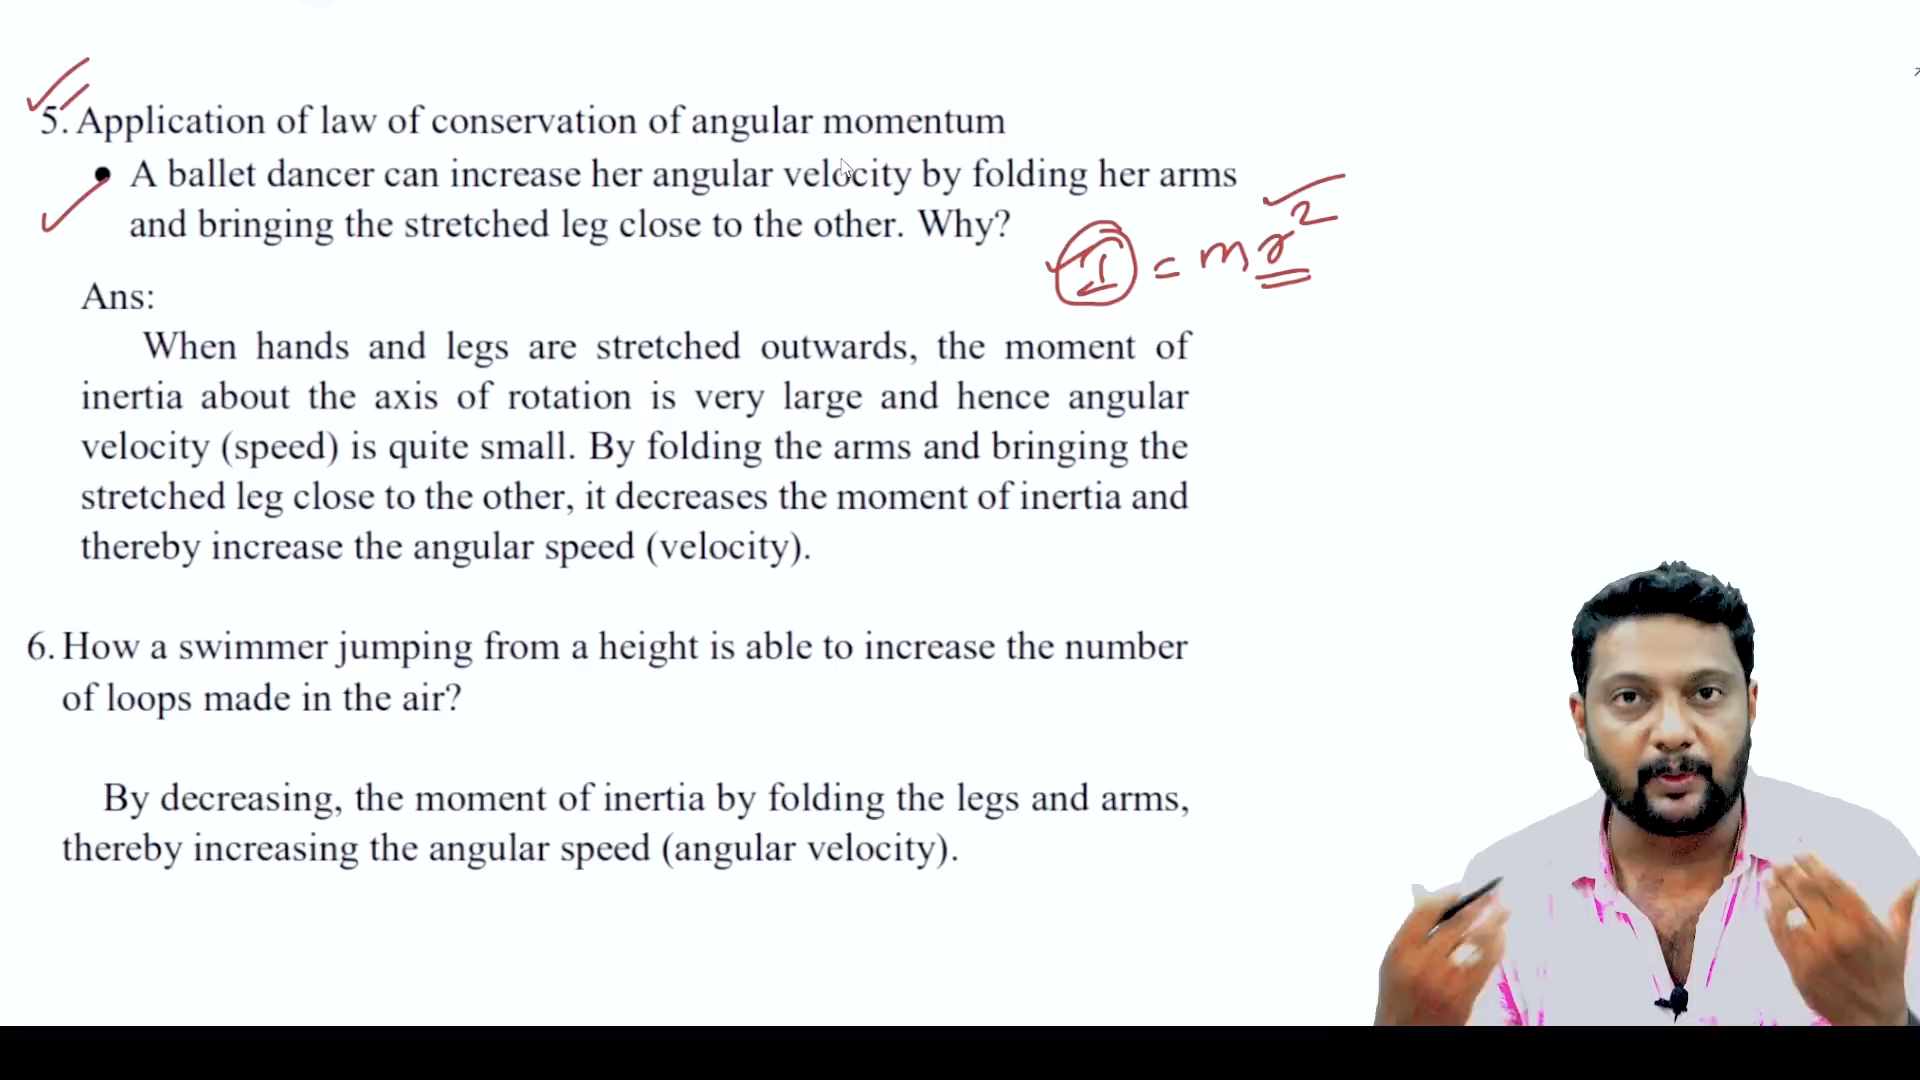 5. Application of law of conservation of angular momentum
• A ballet dancer can increase her angular velocity by folding her arms
and bringing the stretched leg close to the other. Why?
I = mr²
Ans:
When hands and legs are stretched outwards, the moment of
inertia about the axis of rotation is very large and hence angular
velocity (speed) is quite small. By folding the arms and bringing the
stretched leg close to the other, it decreases the moment of inertia and
thereby increase the angular speed (velocity).
6. How a swimmer jumping from a height is able to increase the number
of loops made in the air?
By decreasing, the moment of inertia by folding the legs and arms,
thereby increasing the angular speed (angular velocity).